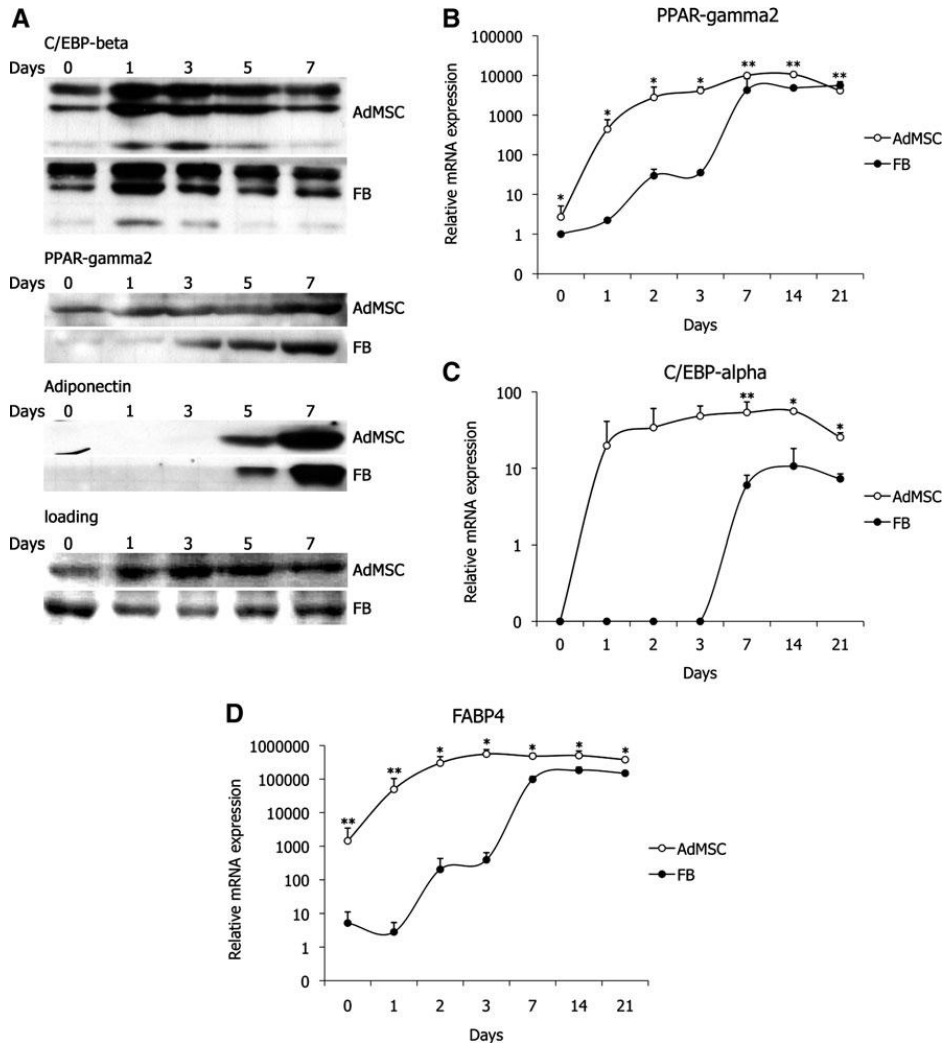 A
C/EBP-beta
Days 0 1 3 5 7
AdMSC
FB
PPAR-gamma2
Days 0 1 3 5 7
AdMSC
FB
Adiponectin
Days 0 1 3 5 7
AdMSC
FB
loading
Days 0 1 3 5 7
AdMSC
FB
B
PPAR-gamma2
Relative mRNA expression
100000
10000
1000
100
10
1
0
* * * * ** ** **
0 1 2 3 7 14 21
Days
AdMSC
FB
C
C/EBP-alpha
Relative mRNA expression
100
10
1
0
** * *
0 1 2 3 7 14 21
Days
AdMSC
FB
D
FABP4
Relative mRNA expression
1000000
100000
10000
1000
100
10
1
0
** ** * * * * *
0 1 2 3 7 14 21
Days
AdMSC
FB